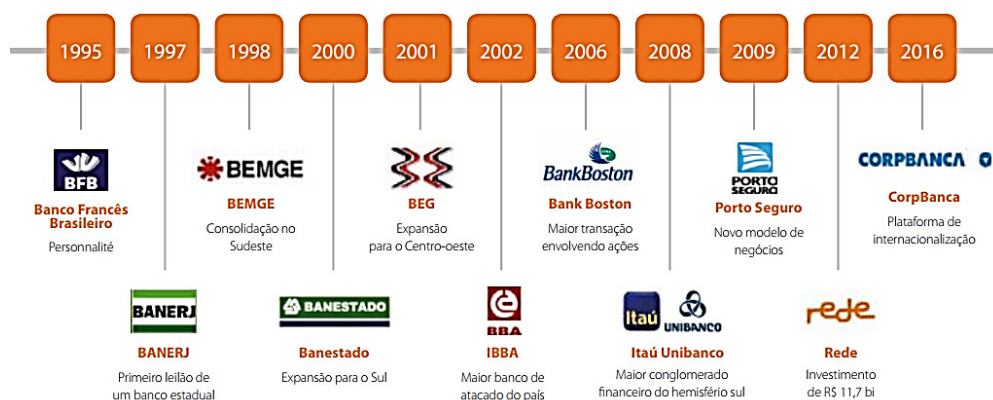 1995 1997 1998 2000 2001 2002 2006 2008 2009 2012 2016
BFB
Banco Francês
Brasileiro
Personnalité
BEMGE
BEMGE
Consolidação no
Sudeste
BEG
Expansão
para o Centro-oeste
BankBoston
Bank Boston
Maior transação
envolvendo ações
PORTO
SEGURO
Porto Seguro
Novo modelo de
negócios
CORPBANCA
CorpBanca
Plataforma de
internacionalização
BANERJ
BANERJ
Primeiro leilão de
um banco estadual
BANESTADO
Banestado
Expansão para o Sul
BBA
IBBA
Maior banco de
atacado do país
Itaú
UNIBANCO
Itaú Unibanco
Maior conglomerado
financeiro do hemisfério sul
rede
Rede
Investimento
de R$ 11,7 bi